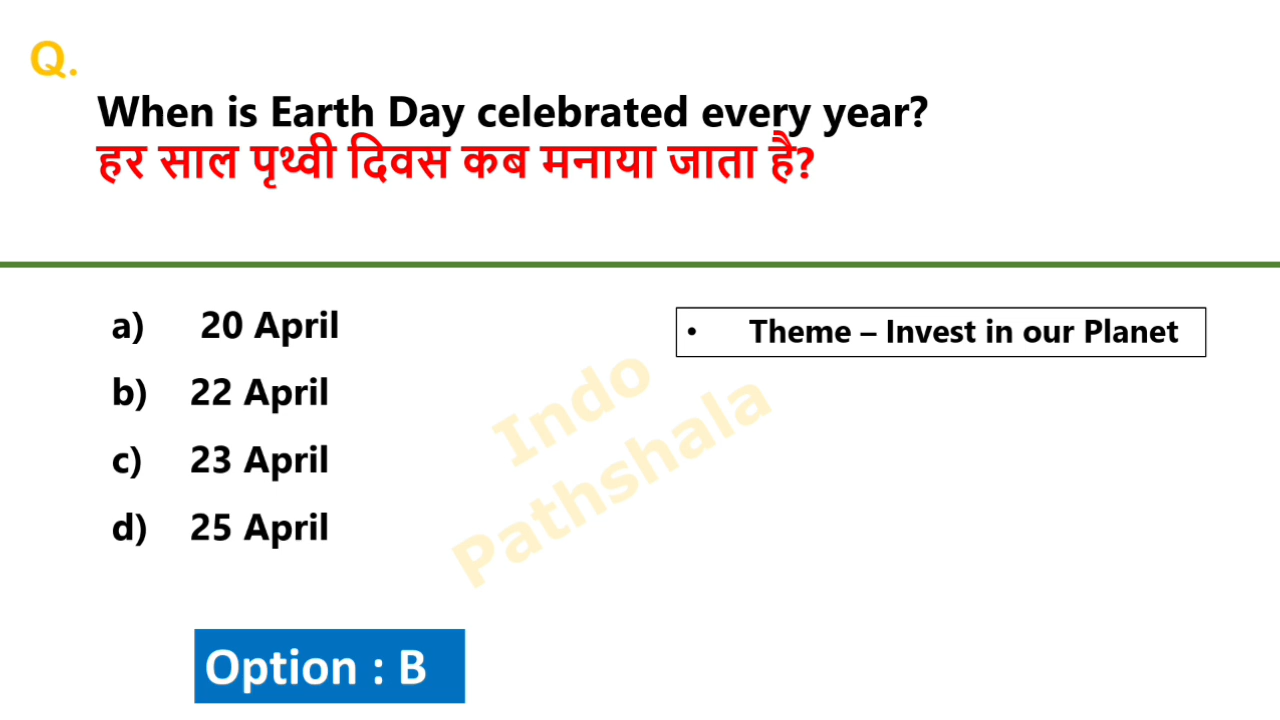 Q.
When is Earth Day celebrated every year?
हर साल पृथ्वी दिवस कब मनाया जाता है?
a) 20 April
b) 22 April
c) 23 April
d) 25 April
• Theme – Invest in our Planet
Indo
Pathshala
Option : B